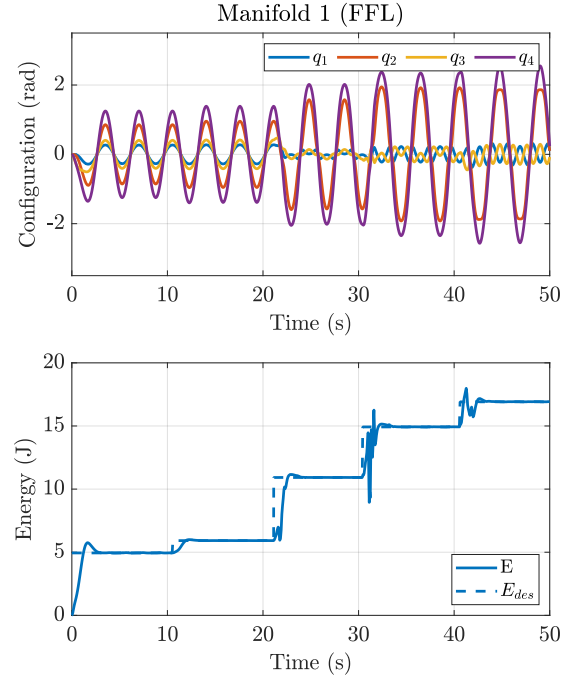 Manifold 1 (FFL)
q1 q2 q3 q4
Configuration (rad)
2
0
-2
0 10 20 30 40 50
Time (s)
Energy (J)
20
15
10
5
0
E
Edes
0 10 20 30 40 50
Time (s)